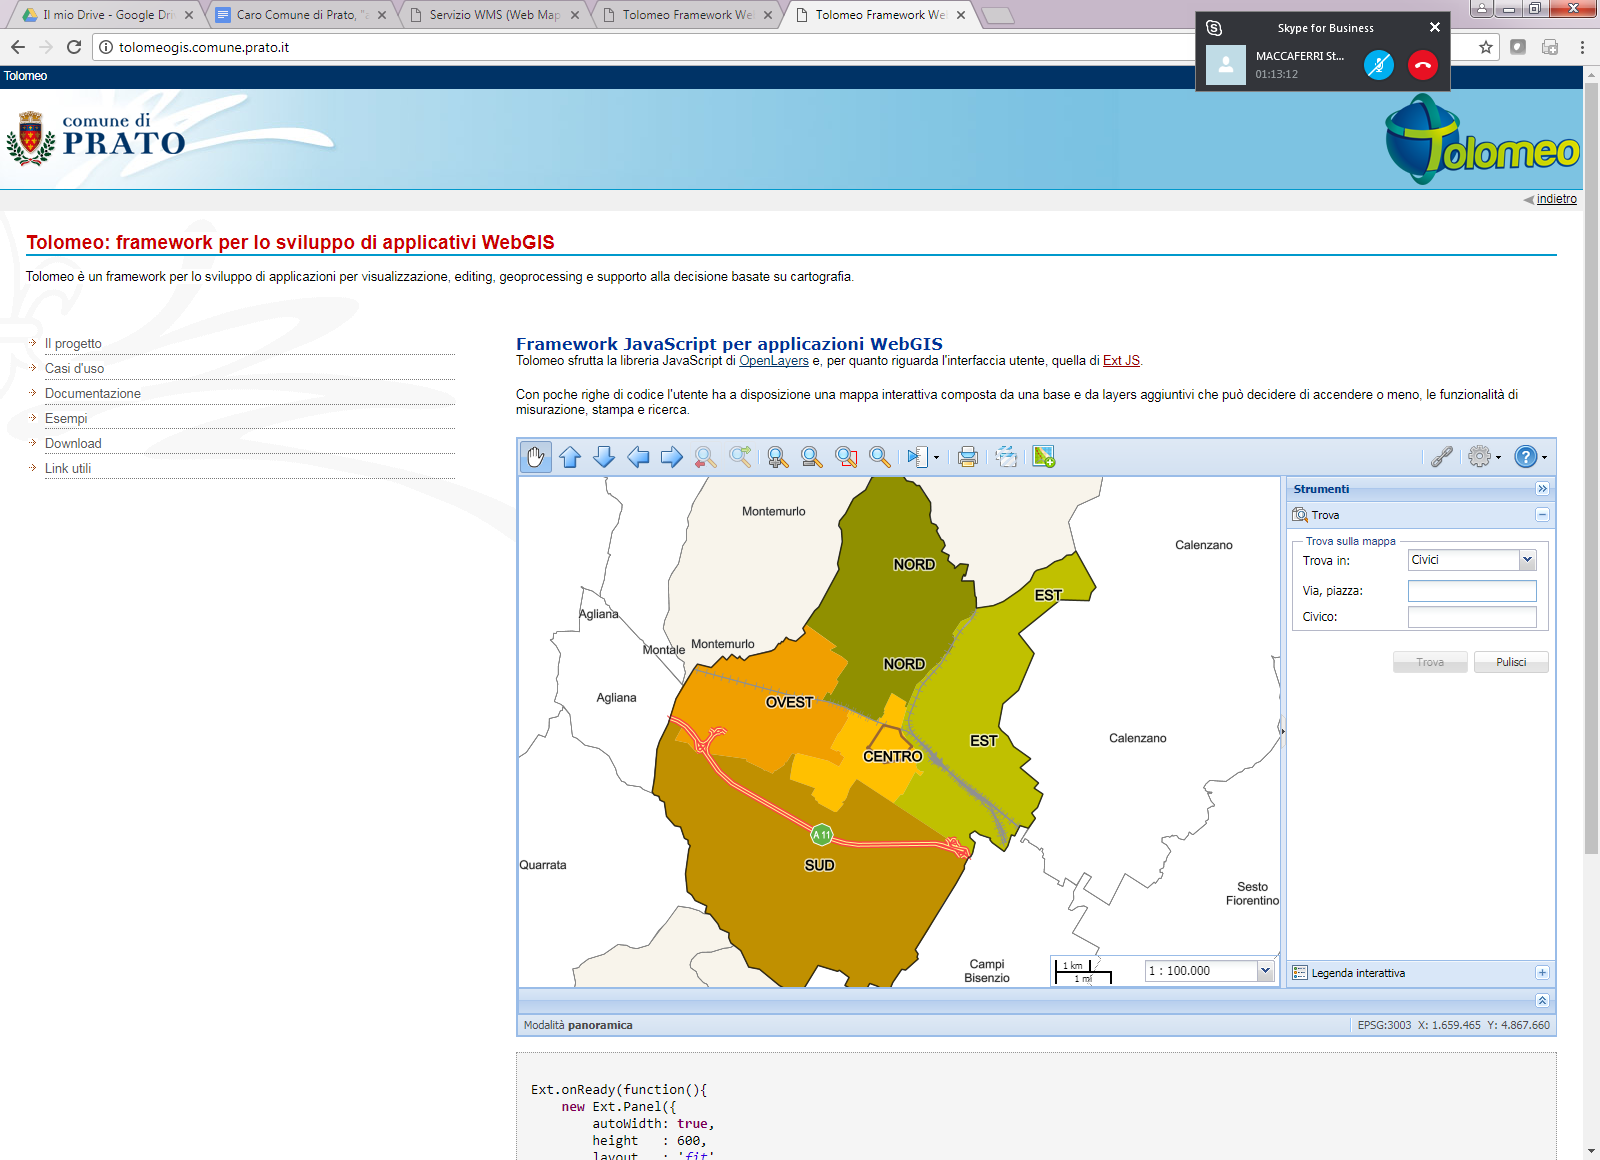 Il mio Drive - Google Dri
Caro Comune di Prato, "a
Servizio WMS (Web Map
Tolomeo Framework We
Tolomeo Framework We
tolomeogis.comune.prato.it
Skype for Business
MACCAFERRI St...
01:13:12
Tolomeo
comune di
PRATO
Tolomeo
indietro
Tolomeo: framework per lo sviluppo di applicativi WebGIS
Tolomeo è un framework per lo sviluppo di applicazioni per visualizzazione, editing, geoprocessing e supporto alla decisione basate su cartografia.
Il progetto
Casi d'uso
Documentazione
Esempi
Download
Link utili
Framework JavaScript per applicazioni WebGIS
Tolomeo sfrutta la libreria JavaScript di OpenLayers e, per quanto riguarda l'interfaccia utente, quella di Ext JS.
Con poche righe di codice l'utente ha a disposizione una mappa interattiva composta da una base e da layers aggiuntivi che può decidere di accendere o meno, le funzionalità di
misurazione, stampa e ricerca.
Montemurlo
Calenzano
NORD
EST
Agliana
Montale
Montemurlo
NORD
Agliana
OVEST
EST
Calenzano
CENTRO
A 11
SUD
Quarrata
Sesto
Fiorentino
Campi
Bisenzio
1 km
1 mi
1 : 100.000
Strumenti
Trova
Trova sulla mappa
Trova in: Civici
Via, piazza:
Civico:
Trova
Pulisci
Legenda interattiva
Modalità panoramica
EPSG:3003 X: 1.659.465 Y: 4.867.660
Ext.onReady(function(){
new Ext.Panel({
autoWidth: true,
height : 600,
layout : 'fit'